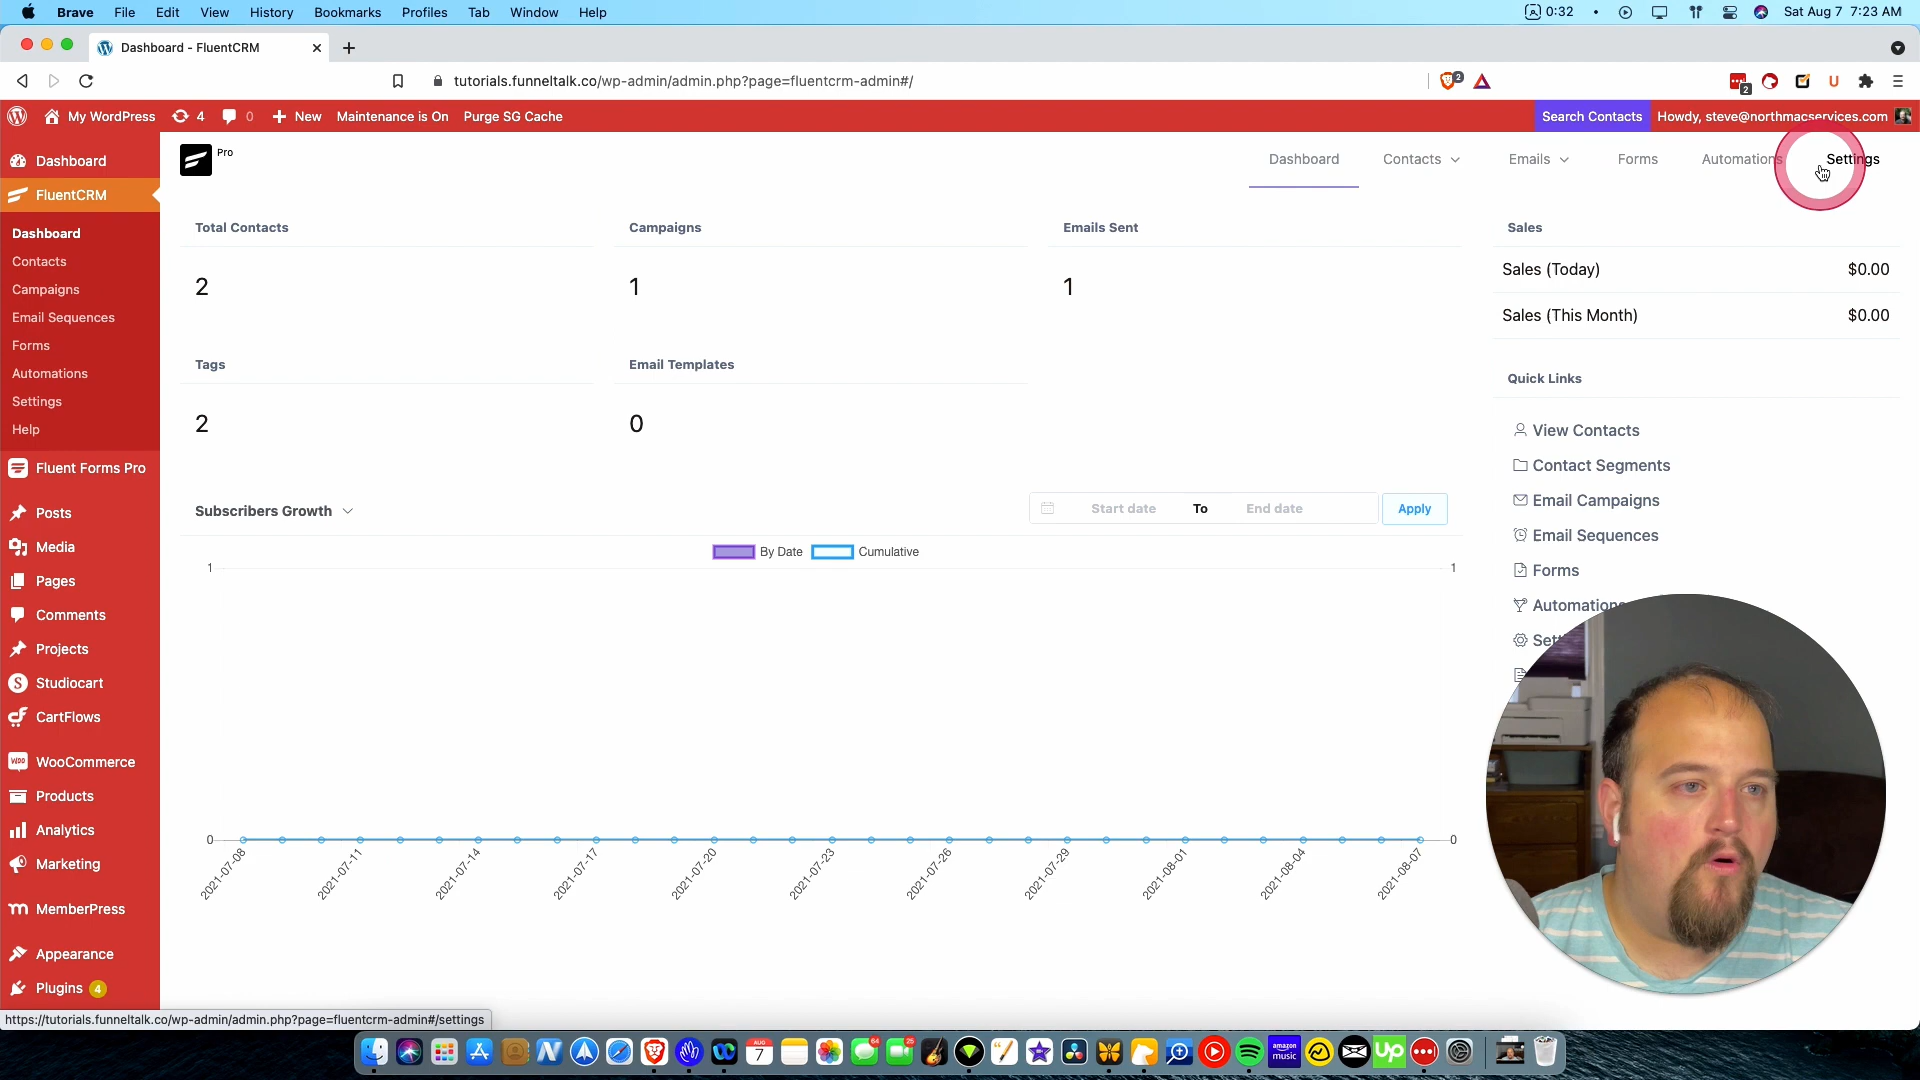 Brave File Edit View History Bookmarks Profiles Tab Window Help 0:32 Sat Aug 7 7:23 AM
Dashboard - FluentCRM
tutorials.funneltalk.co/wp-admin/admin.php?page=fluentcrm-admin#/ 2 2 U
My WordPress 4 0 New Maintenance is On Purge SG Cache Search Contacts Howdy, steve@northmacservices.com
Pro
Dashboard Contacts Emails Forms Automations Settings
Dashboard
FluentCRM
Dashboard
Contacts
Campaigns
Email Sequences
Forms
Automations
Settings
Help
Fluent Forms Pro
Posts
Media
Pages
Comments
Projects
Studiocart
CartFlows
WooCommerce
Products
Analytics
Marketing
MemberPress
Appearance
Plugins 4
Total Contacts
2
Campaigns
1
Emails Sent
1
Tags
2
Email Templates
0
Sales
Sales (Today) $0.00
Sales (This Month) $0.00
Quick Links
View Contacts
Contact Segments
Email Campaigns
Email Sequences
Forms
Subscribers Growth Start date To End date Apply
By Date Cumulative
1 1
0 0
2021-07-08 2021-07-11 2021-07-14 2021-07-17 2021-07-20 2021-07-23 2021-07-26 2021-07-29 2021-08-01 2021-08-04 2021-08-07
https://tutorials.funneltalk.co/wp-admin/admin.php?page=fluentcrm-admin#/settings
AUG
7
amazon music
Up